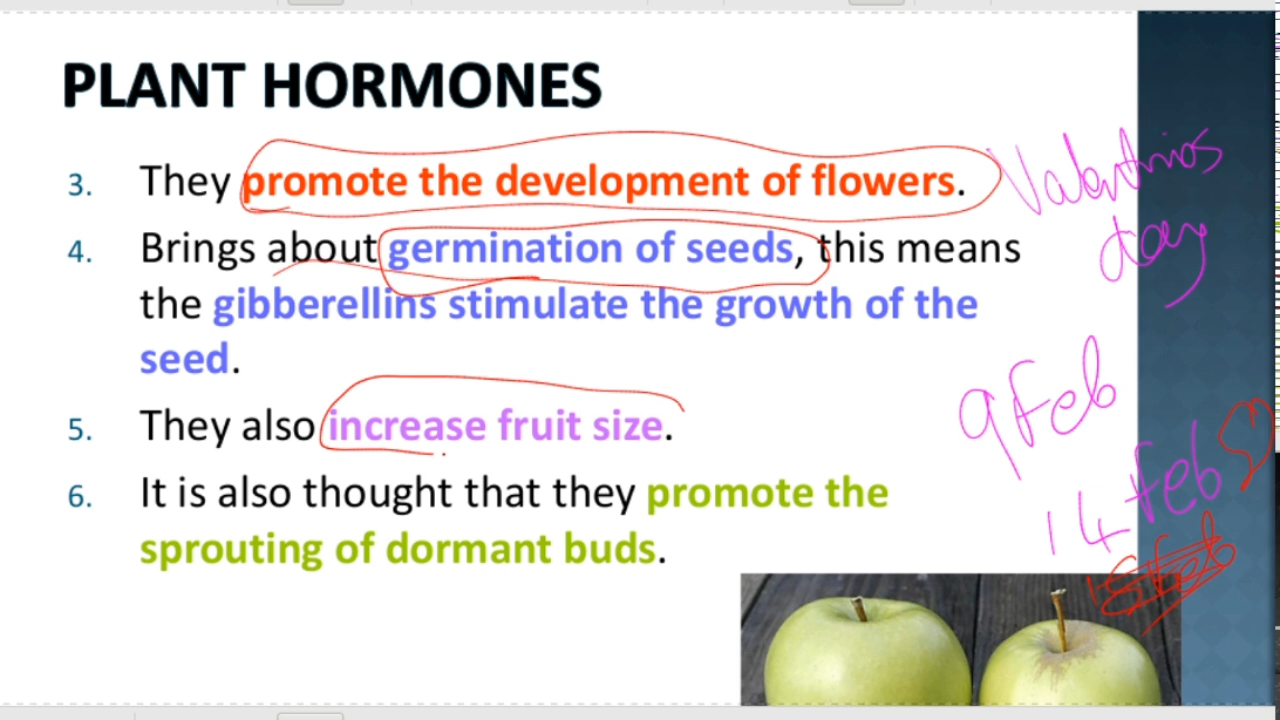 PLANT HORMONES
3. They promote the development of flowers.
4. Brings about germination of seeds, this means
the gibberellins stimulate the growth of the
seed.
5. They also increase fruit size.
6. It is also thought that they promote the
sprouting of dormant buds.
Valentines
day
9 Feb
14 Feb